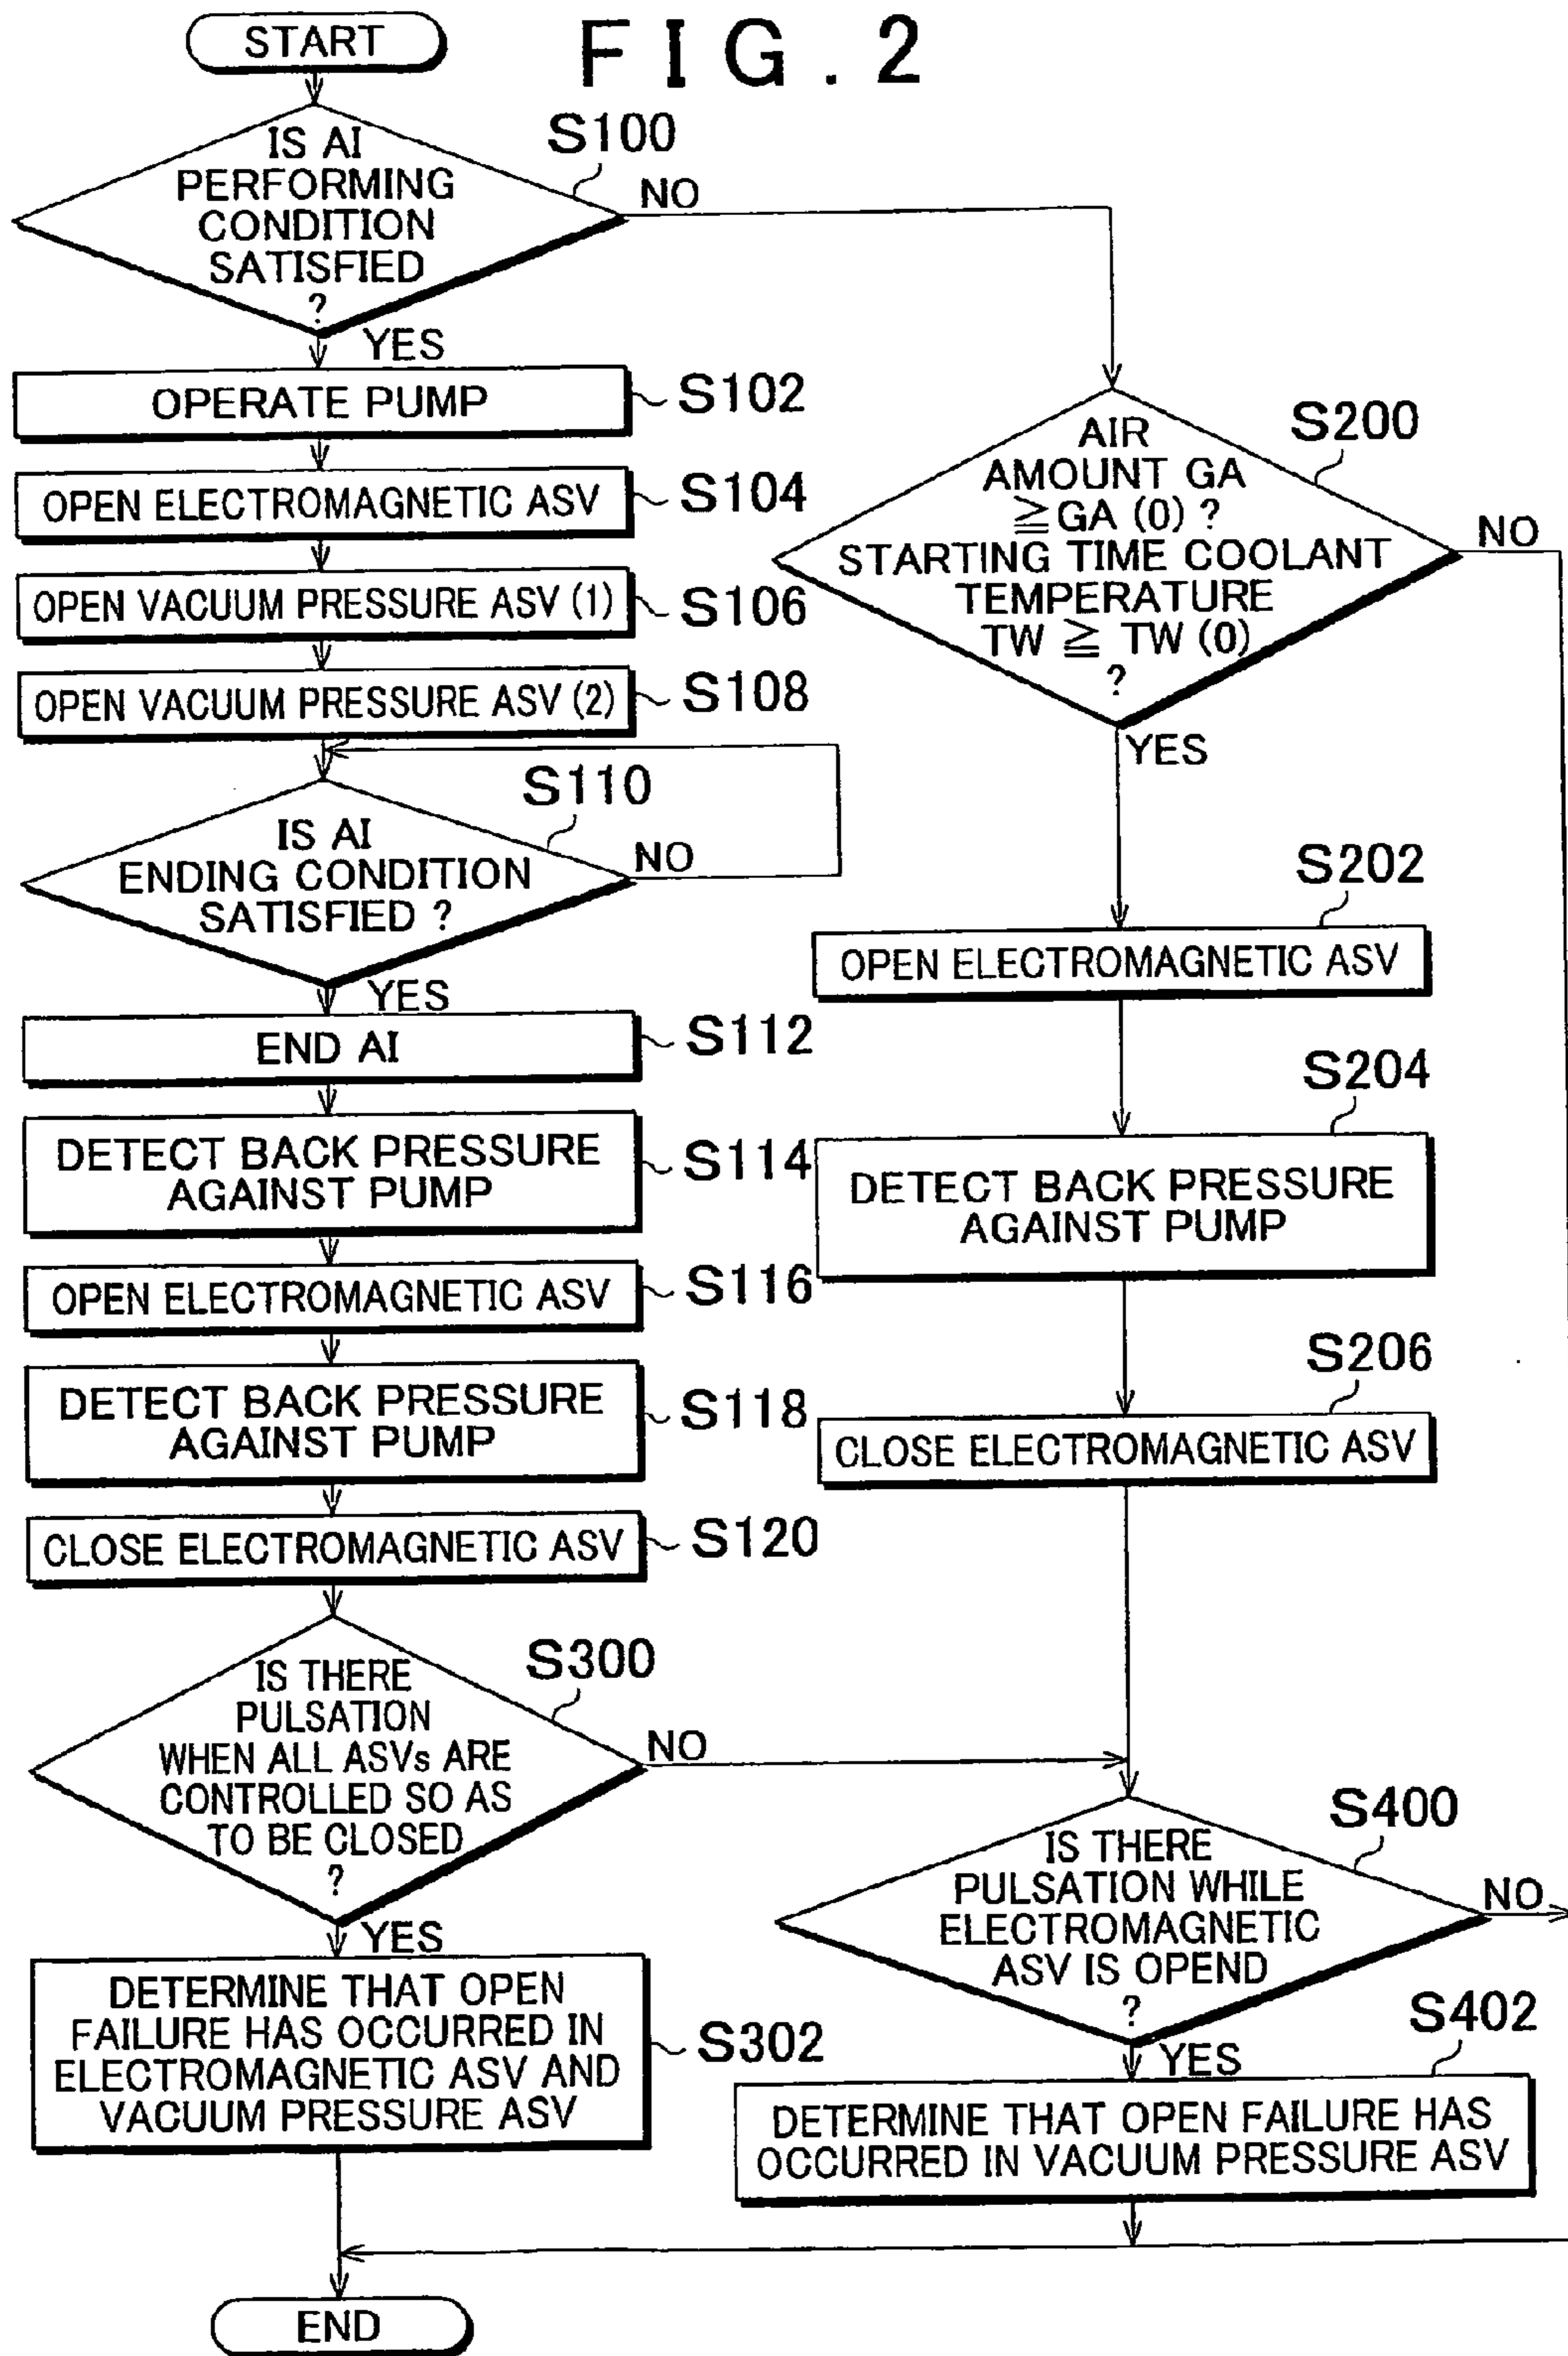 FIG.2
START
IS AI
PERFORMING
CONDITION
SATISFIED
?
S100
NO
YES
OPERATE PUMP
S102
OPEN ELECTROMAGNETIC ASV
S104
OPEN VACUUM PRESSURE ASV (1)
S106
OPEN VACUUM PRESSURE ASV (2)
S108
IS AI
ENDING CONDITION
SATISFIED ?
S110
NO
YES
END AI
S112
DETECT BACK PRESSURE
AGAINST PUMP
S114
OPEN ELECTROMAGNETIC ASV
S116
DETECT BACK PRESSURE
AGAINST PUMP
S118
CLOSE ELECTROMAGNETIC ASV
S120
IS THERE
PULSATION
WHEN ALL ASVs ARE
CONTROLLED SO AS
TO BE CLOSED
?
S300
NO
YES
DETERMINE THAT OPEN
FAILURE HAS OCCURRED IN
ELECTROMAGNETIC ASV AND
VACUUM PRESSURE ASV
S302
AIR
AMOUNT GA
≧ GA (0) ?
STARTING TIME COOLANT
TEMPERATURE
TW ≧ TW (0)
?
S200
NO
YES
S202
OPEN ELECTROMAGNETIC ASV
S204
DETECT BACK PRESSURE
AGAINST PUMP
S206
CLOSE ELECTROMAGNETIC ASV
IS THERE
PULSATION WHILE
ELECTROMAGNETIC
ASV IS OPEND
?
S400
NO
YES
S402
DETERMINE THAT OPEN FAILURE HAS
OCCURRED IN VACUUM PRESSURE ASV
END